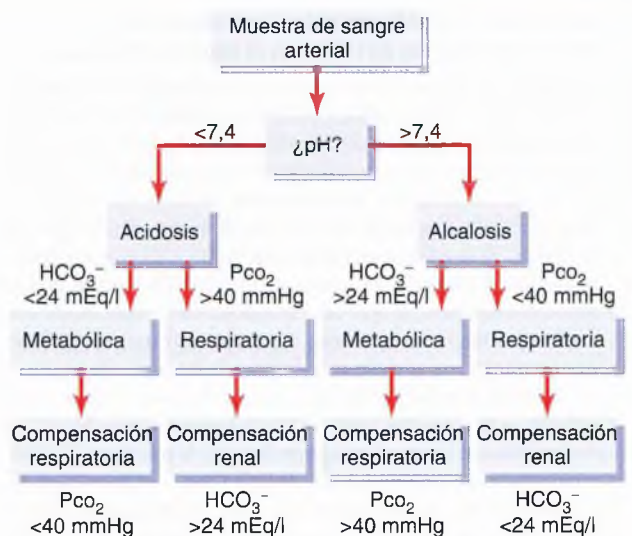 Muestra de sangre
arterial
<7,4
¿pH?
>7,4
Acidosis
Alcalosis
HCO₃⁻
<24 mEq/l
Pco₂
>40 mmHg
HCO₃⁻
>24 mEq/l
Pco₂
<40 mmHg
Metabólica
Respiratoria
Metabólica
Respiratoria
Compensación
respiratoria
Compensación
renal
Compensación
respiratoria
Compensación
renal
Pco₂
<40 mmHg
HCO₃⁻
>24 mEq/l
Pco₂
>40 mmHg
HCO₃⁻
<24 mEq/l